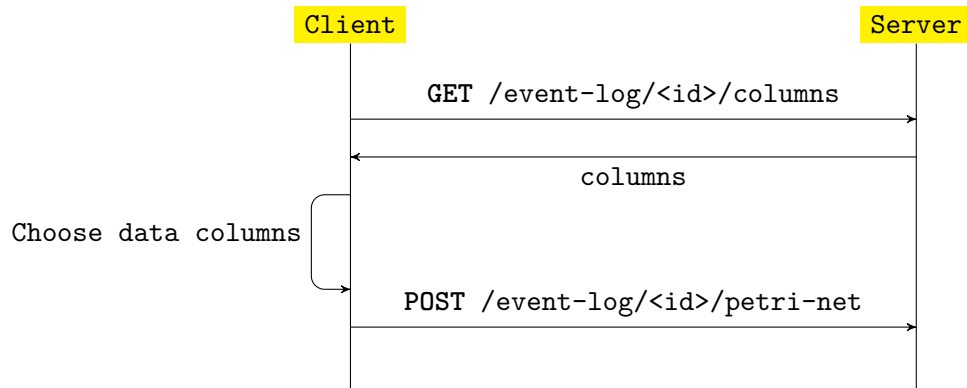 Client
Server
GET /event-log/<id>/columns
columns
Choose data columns
POST /event-log/<id>/petri-net